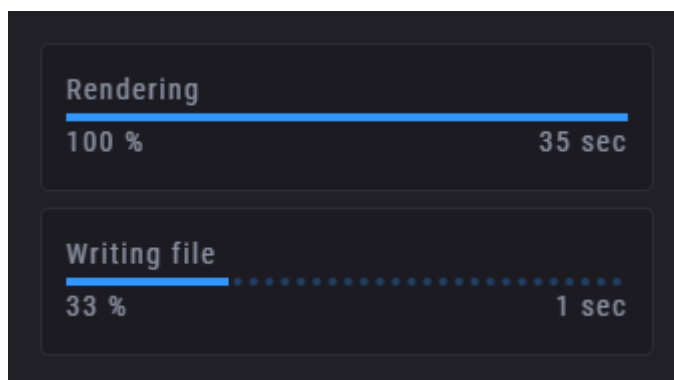 Rendering
100 % 35 sec
Writing file
33 % 1 sec